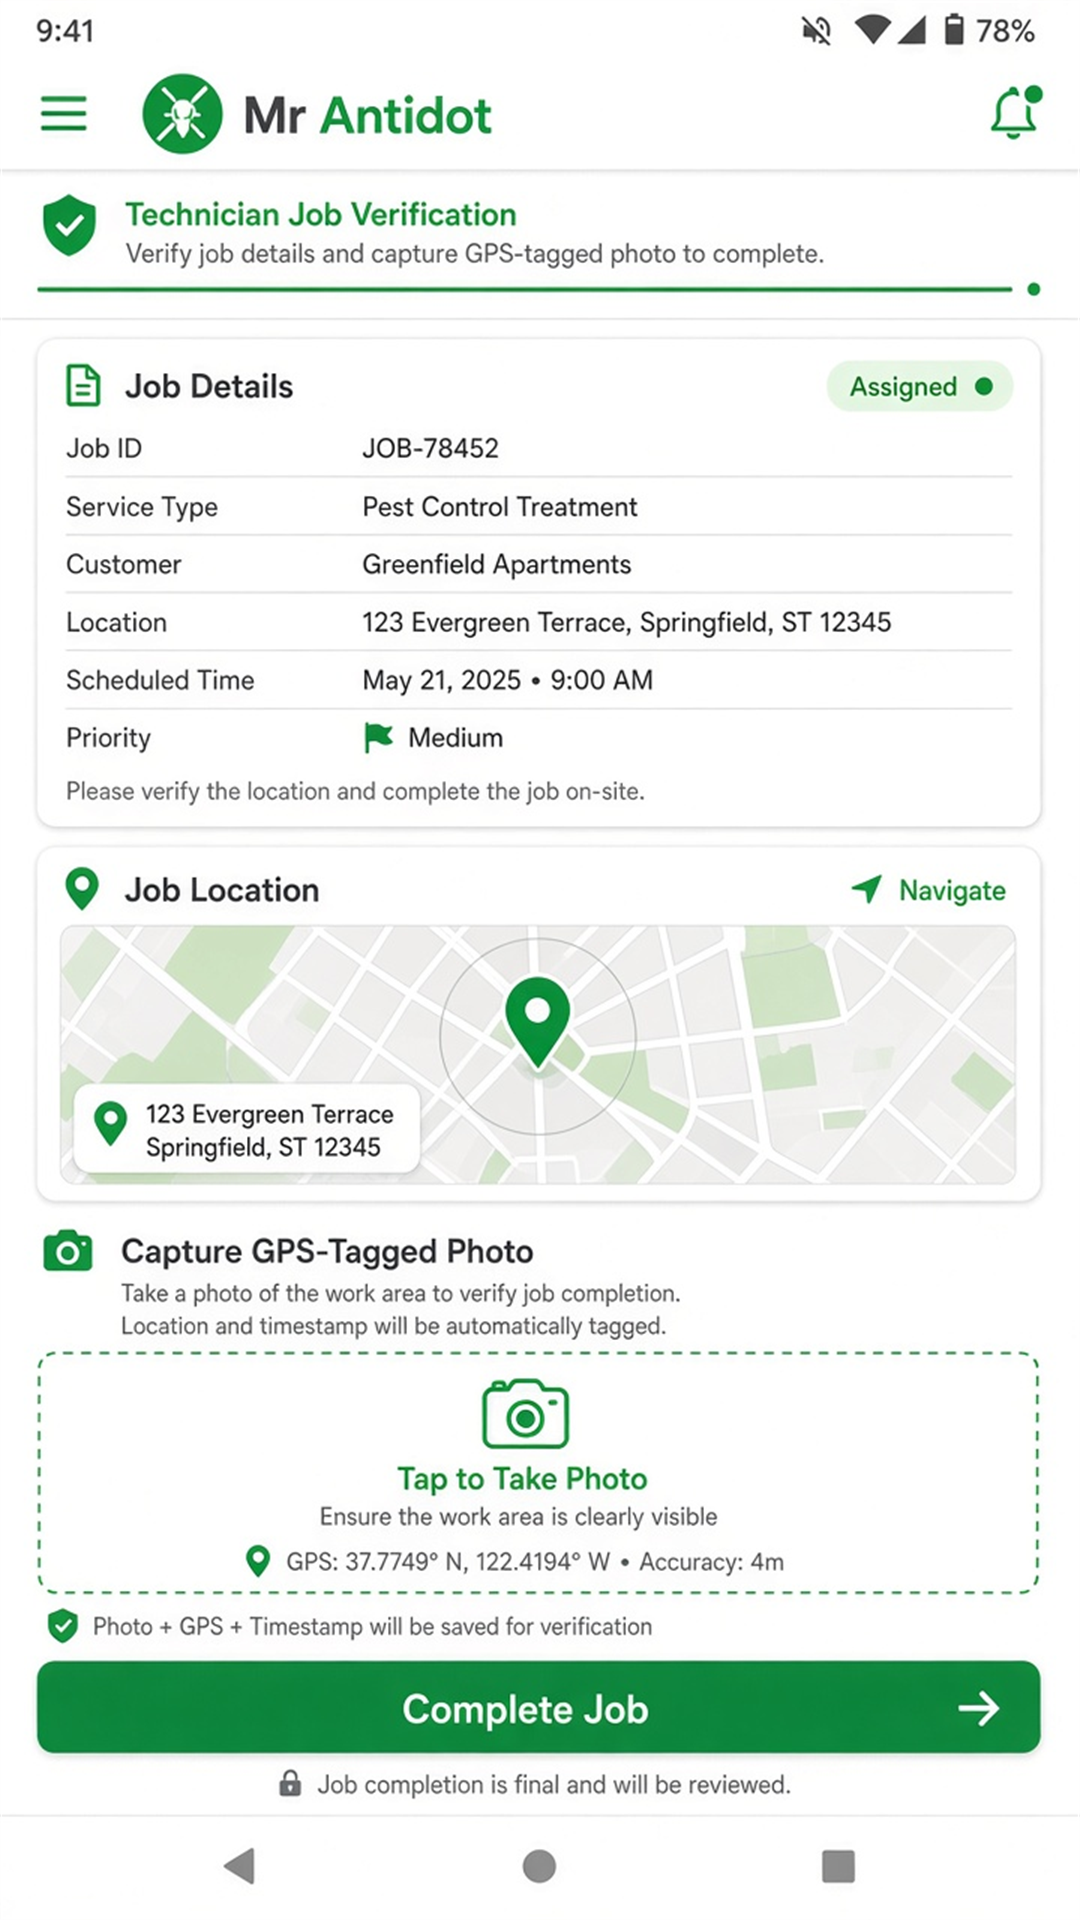 9:41
78%
Mr Antidot
Technician Job Verification
Verify job details and capture GPS-tagged photo to complete.
Job Details
Assigned
Job ID JOB-78452
Service Type Pest Control Treatment
Customer Greenfield Apartments
Location 123 Evergreen Terrace, Springfield, ST 12345
Scheduled Time May 21, 2025 • 9:00 AM
Priority Medium
Please verify the location and complete the job on-site.
Job Location
Navigate
123 Evergreen Terrace
Springfield, ST 12345
Capture GPS-Tagged Photo
Take a photo of the work area to verify job completion.
Location and timestamp will be automatically tagged.
Tap to Take Photo
Ensure the work area is clearly visible
GPS: 37.7749° N, 122.4194° W • Accuracy: 4m
Photo + GPS + Timestamp will be saved for verification
Complete Job
Job completion is final and will be reviewed.